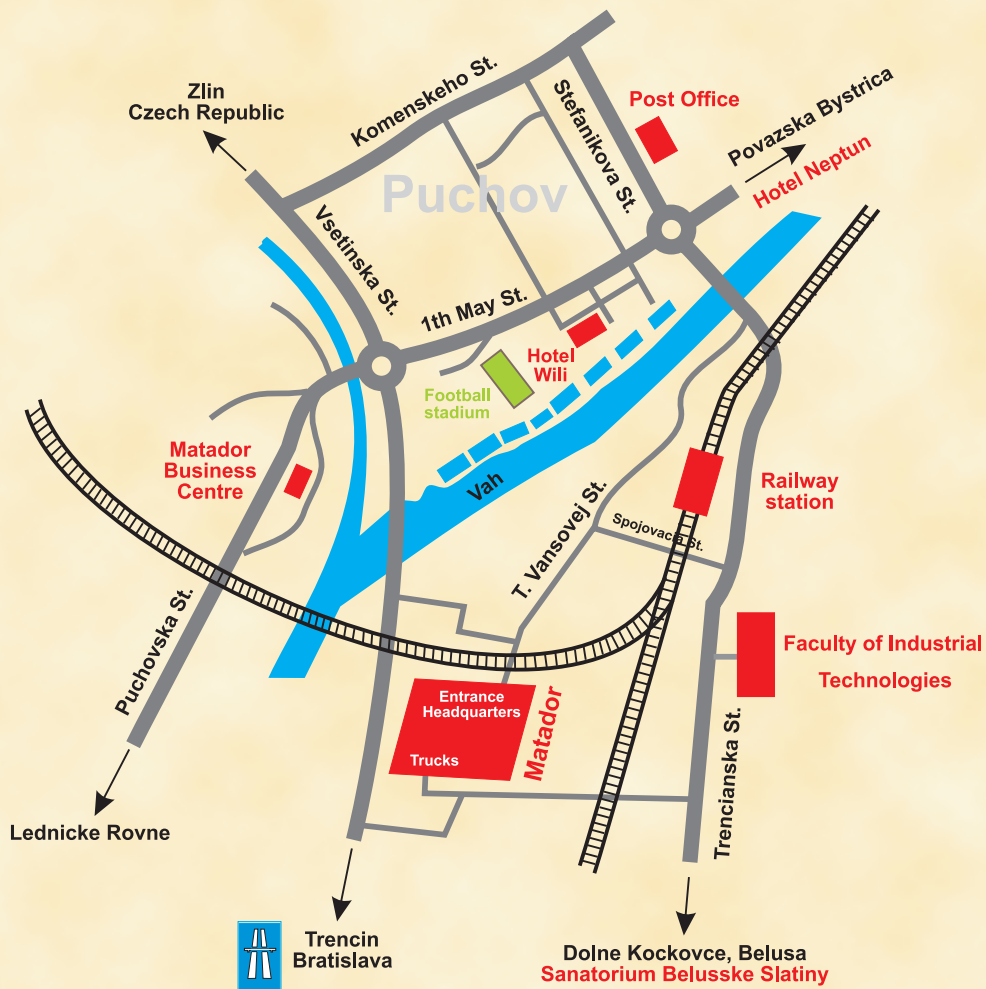 Komenskeho St.
Zlin
Czech Republic
Stefanikova St.
Post Office
Povazska Bystrica
Hotel Neptun
Puchov
Vsetinska St.
1th May St.
Hotel
Wili
Football
stadium
Matador
Business
Centre
Vah
Railway
station
Spojovacia St.
T. Vansovej St.
Puchovska St.
Faculty of Industrial
Technologies
Entrance
Headquarters
Trucks
Matador
Trencianska St.
Lednicke Rovne
Trencin
Bratislava
Dolne Kockovce, Belusa
Sanatorium Belusske Slatiny